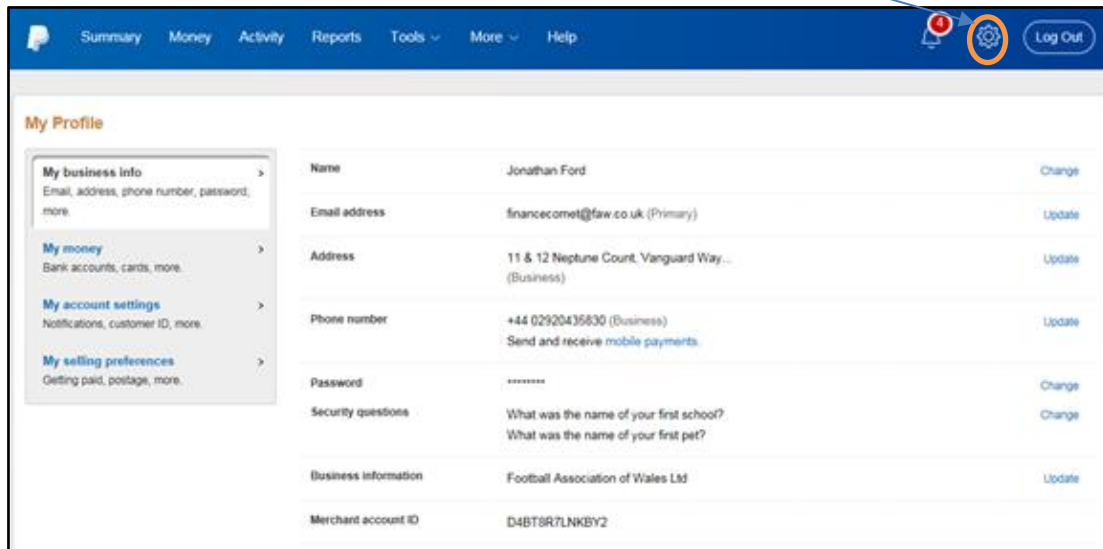 Summary Money Activity Reports Tools More Help 4 Log Out
My Profile
My business info
Email, address, phone number, password,
more.
My money
Bank accounts, cards, more.
My account settings
Notifications, customer ID, more.
My selling preferences
Getting paid, postage, more.
Name Jonathan Ford Change
Email address financecomet@faw.co.uk (Primary) Update
Address 11 & 12 Neptune Count, Vanguard Way... Update
(Business)
Phone number +44 02920435830 (Business) Update
Send and receive mobile payments.
Password ******** Change
Security questions What was the name of your first school? Change
What was the name of your first pet?
Business information Football Association of Wales Ltd Update
Merchant account ID D4BT8R7LNKBY2